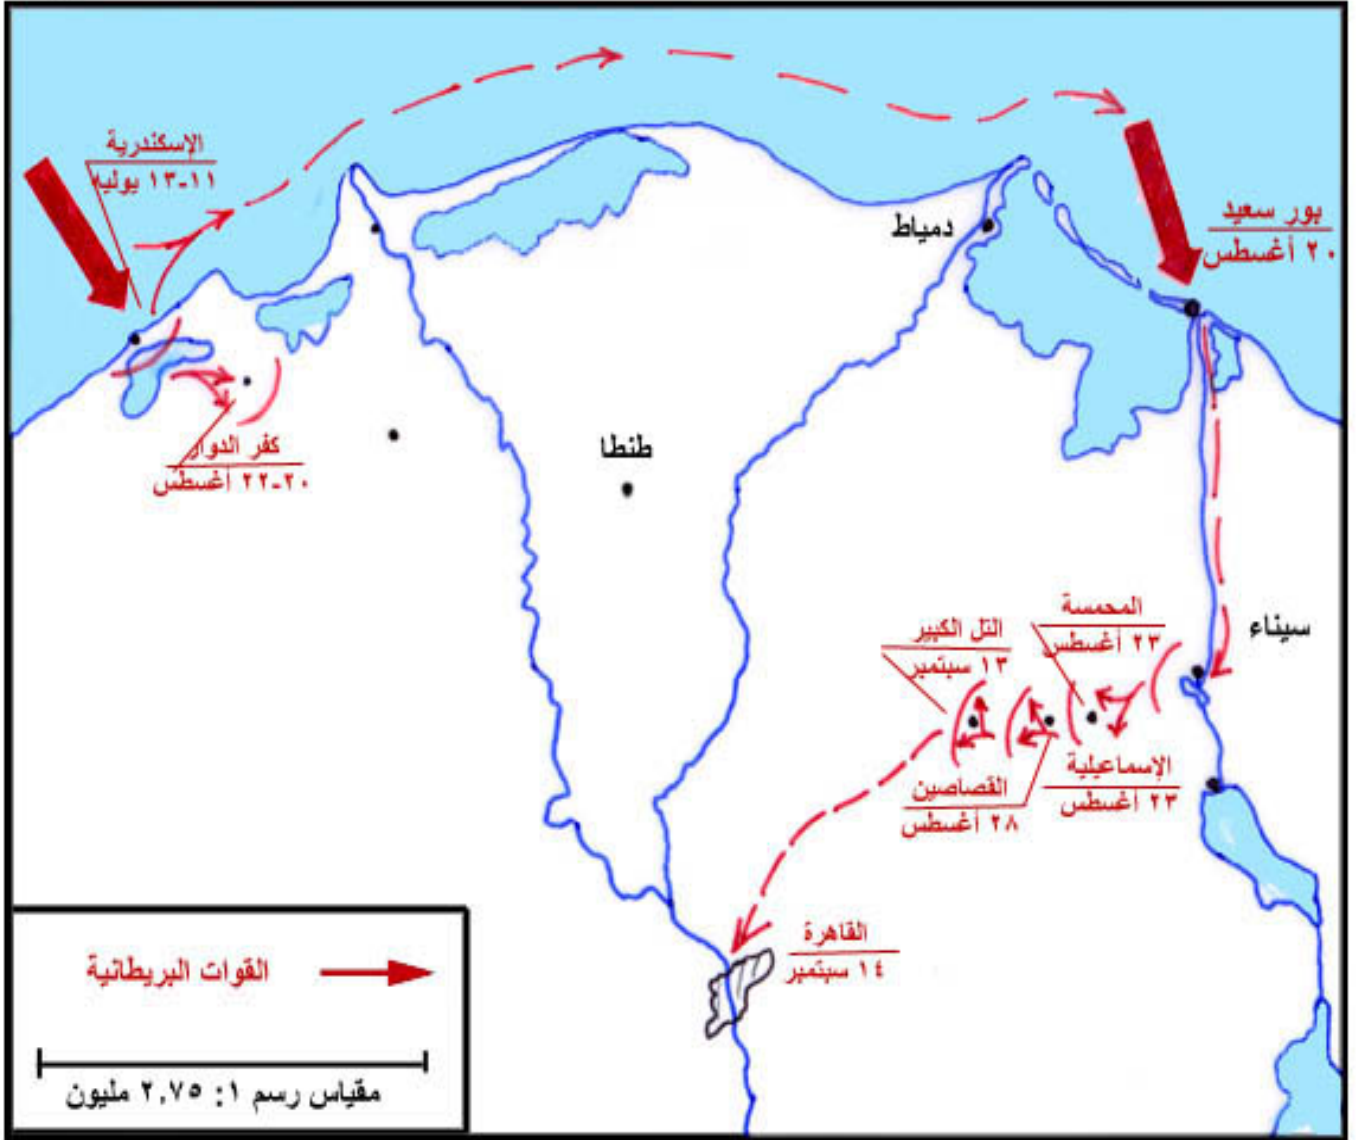 الإسكندرية
١١-١٣ يوليه
بور سعيد
٢٠ أغسطس
دمياط
كفر الدوار
٢٠-٢٢ أغسطس
طنطا
المحمسة
٢٣ أغسطس
سيناء
التل الكبير
١٣ سبتمبر
الإسماعيلية
٢٣ أغسطس
القصاصين
٢٨ أغسطس
القاهرة
١٤ سبتمبر
القوات البريطانية
مقياس رسم ١: ٢,٧٥ مليون